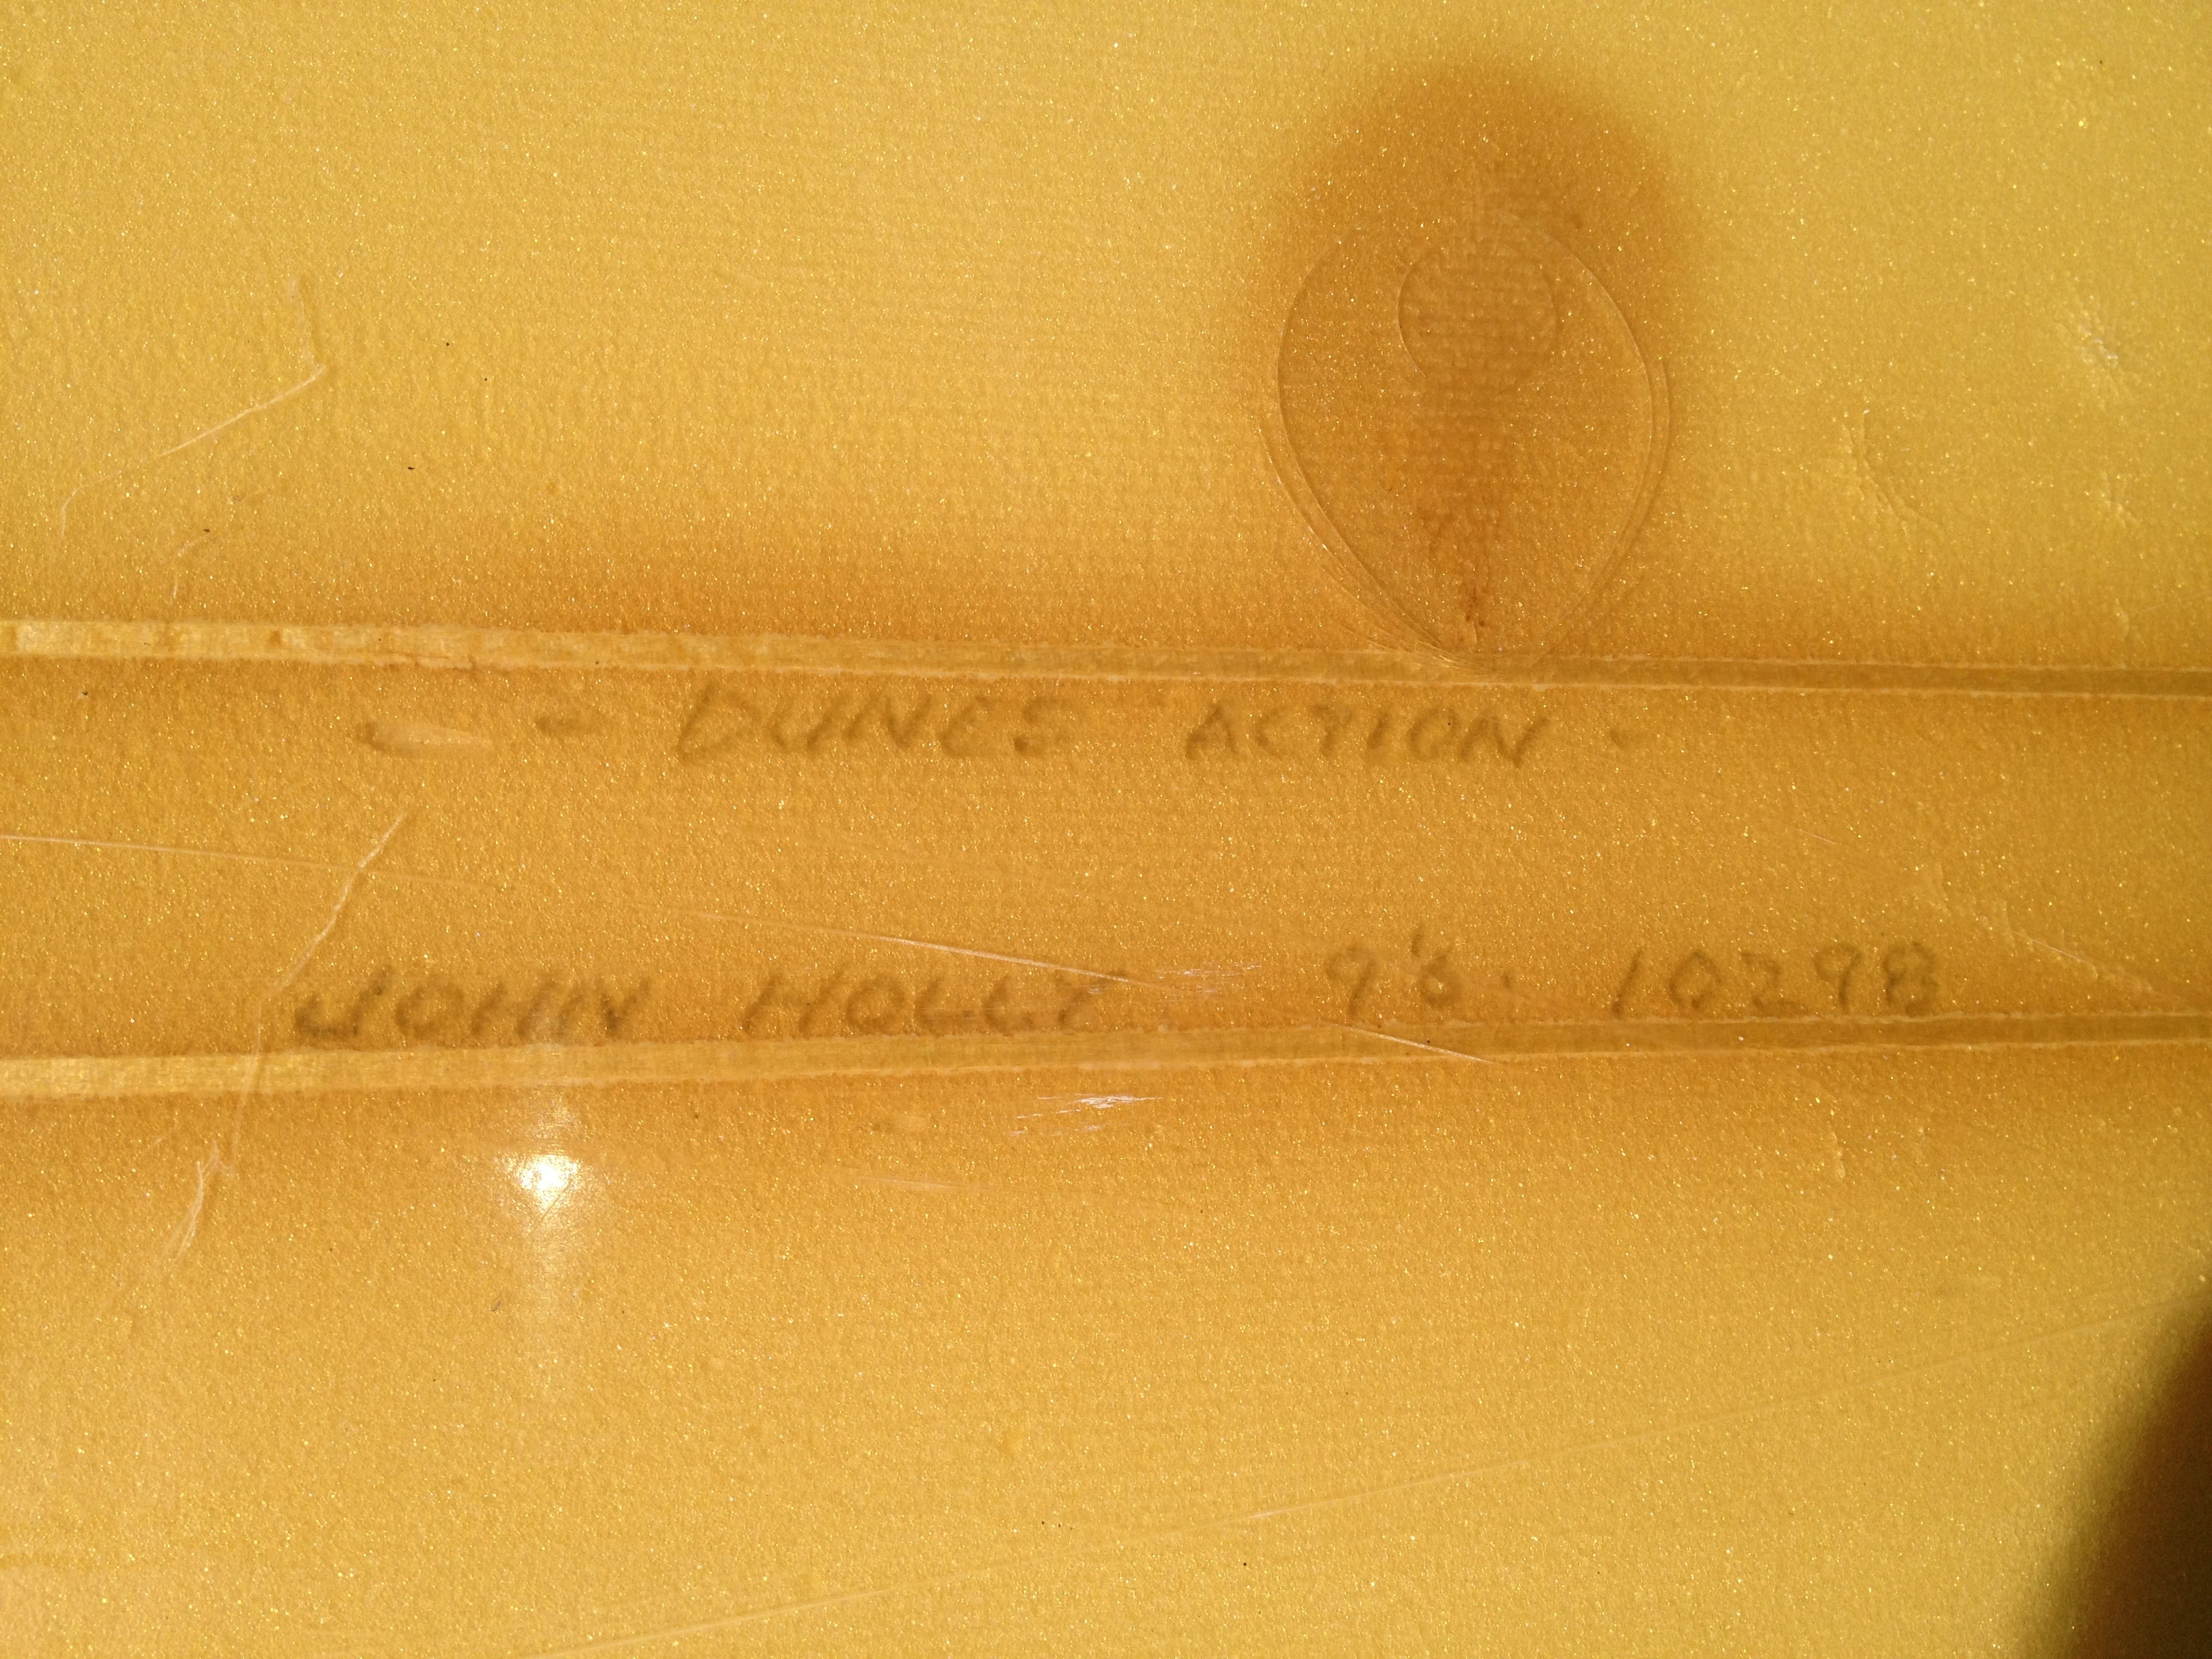 - DUNES ACTION -
JOHN HOLLY 9'6. 10298